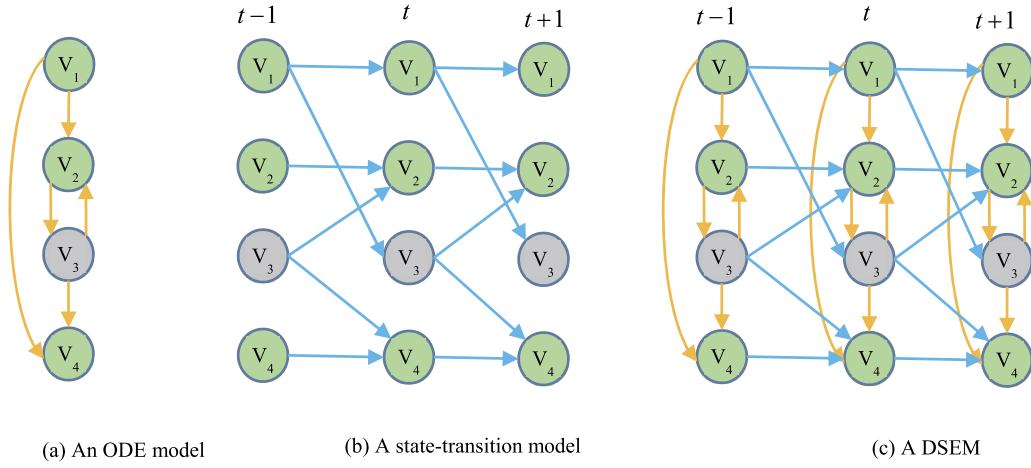 t−1 t t+1 t−1 t t+1
V1 V1 V1 V1 V1 V1 V1
V2 V2 V2 V2 V2 V2 V2
V3 V3 V3 V3 V3 V3 V3
V4 V4 V4 V4 V4 V4 V4
(a) An ODE model (b) A state-transition model (c) A DSEM